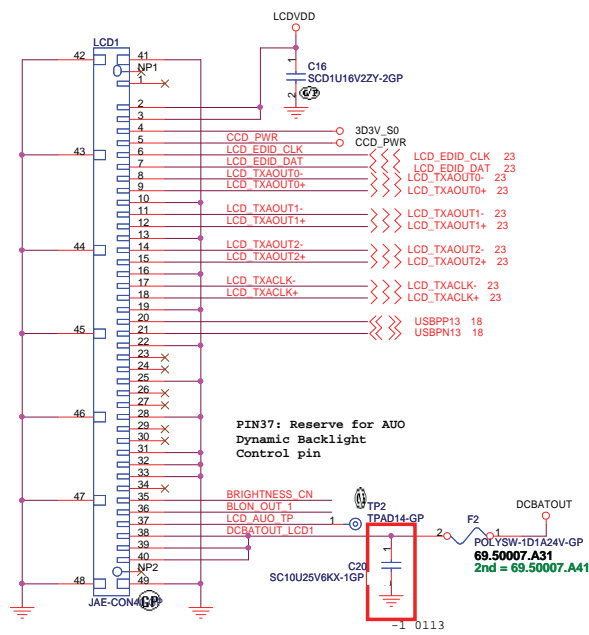 LCDVDD
LCD1
42
41
NP1
1
C16
SCD1U16V2ZY-2GP
1
2
G/P
2
3
4
3D3V_S0
5
CCD_PWR
CCD_PWR
43
6
LCD_EDID_CLK
LCD_EDID_CLK 23
7
LCD_EDID_DAT
LCD_EDID_DAT 23
8
LCD_TXAOUT0-
LCD_TXAOUT0- 23
9
LCD_TXAOUT0+
LCD_TXAOUT0+ 23
10
11
LCD_TXAOUT1-
LCD_TXAOUT1- 23
12
LCD_TXAOUT1+
LCD_TXAOUT1+ 23
13
44
14
LCD_TXAOUT2-
LCD_TXAOUT2- 23
15
LCD_TXAOUT2+
LCD_TXAOUT2+ 23
16
17
LCD_TXACLK-
LCD_TXACLK- 23
18
LCD_TXACLK+
LCD_TXACLK+ 23
19
20
USBPP13 18
45
21
USBPN13 18
22
23
24
25
26
27
46
28
29
30
31
32
33
34
PIN37: Reserve for AUO
Dynamic Backlight
Control pin
47
35
BRIGHTNESS_CN
36
BLON_OUT_1
37
LCD_AUO_TP
1
TP2
TPAD14-GP
38
DCBATOUT_LCD1
39
40
NP2
48
49
GP
DCBATOUT
F2
2
1
POLYSW-1D1A24V-GP
69.50007.A31
2nd = 69.50007.A41
1
C20
SC10U25V6KX-1GP
-1 0113